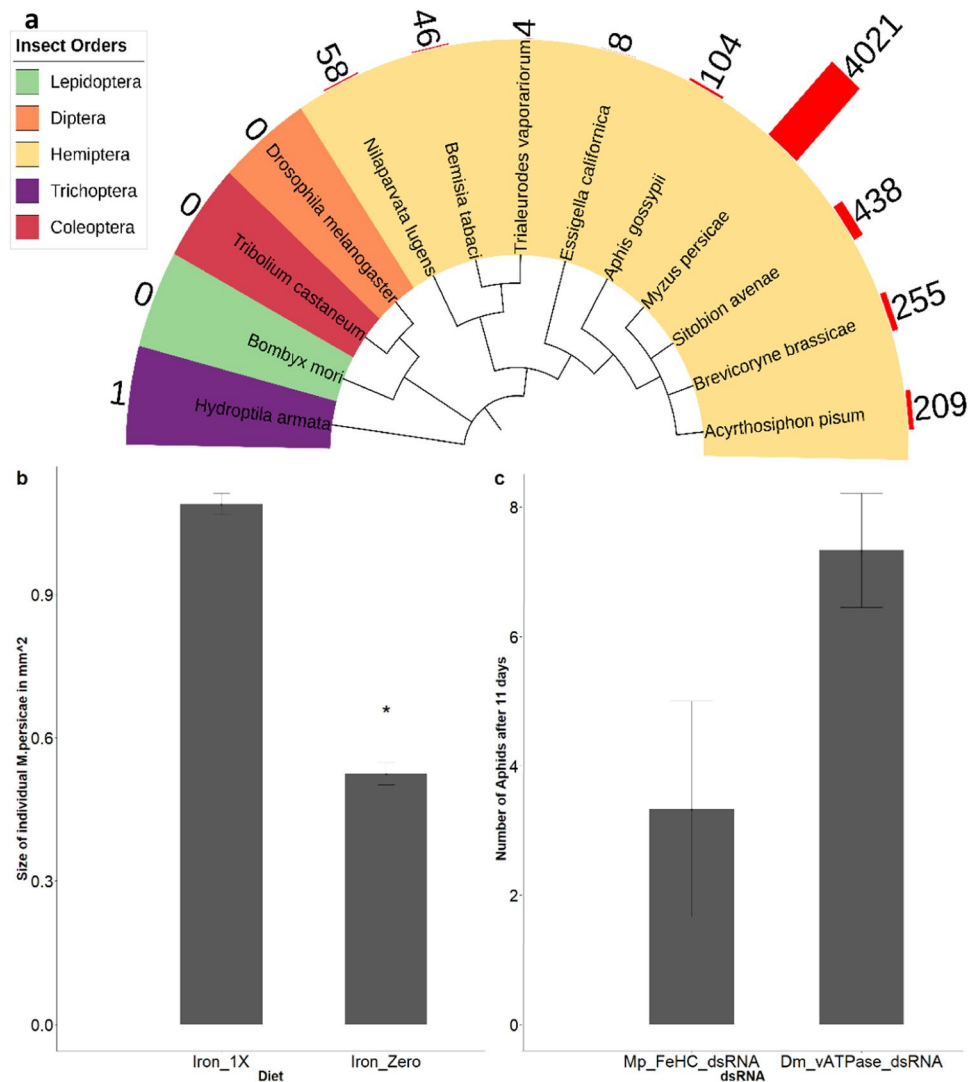 a
Insect Orders
Lepidoptera
Diptera
Hemiptera
Trichoptera
Coleoptera
1
0
0
0
58
46
4
8
104
4021
438
255
209
Hydroptila armata
Bombyx mori
Tribolium castaneum
Drosophila melanogaster
Nilaparvata lugens
Bemisia tabaci
Trialeurodes vaporariorum
Essigella californica
Aphis gossypii
Myzus persicae
Sitobion avenae
Brevicoryne brassicae
Acyrthosiphon pisum
b
Size of individual M.persicae in mm^2
0.9
0.6
0.3
0.0
*
Iron_1X
Iron_Zero
Diet
c
Number of Aphids after 11 days
8
6
4
2
0
Mp_FeHC_dsRNA
Dm_vATPase_dsRNA
dsRNA